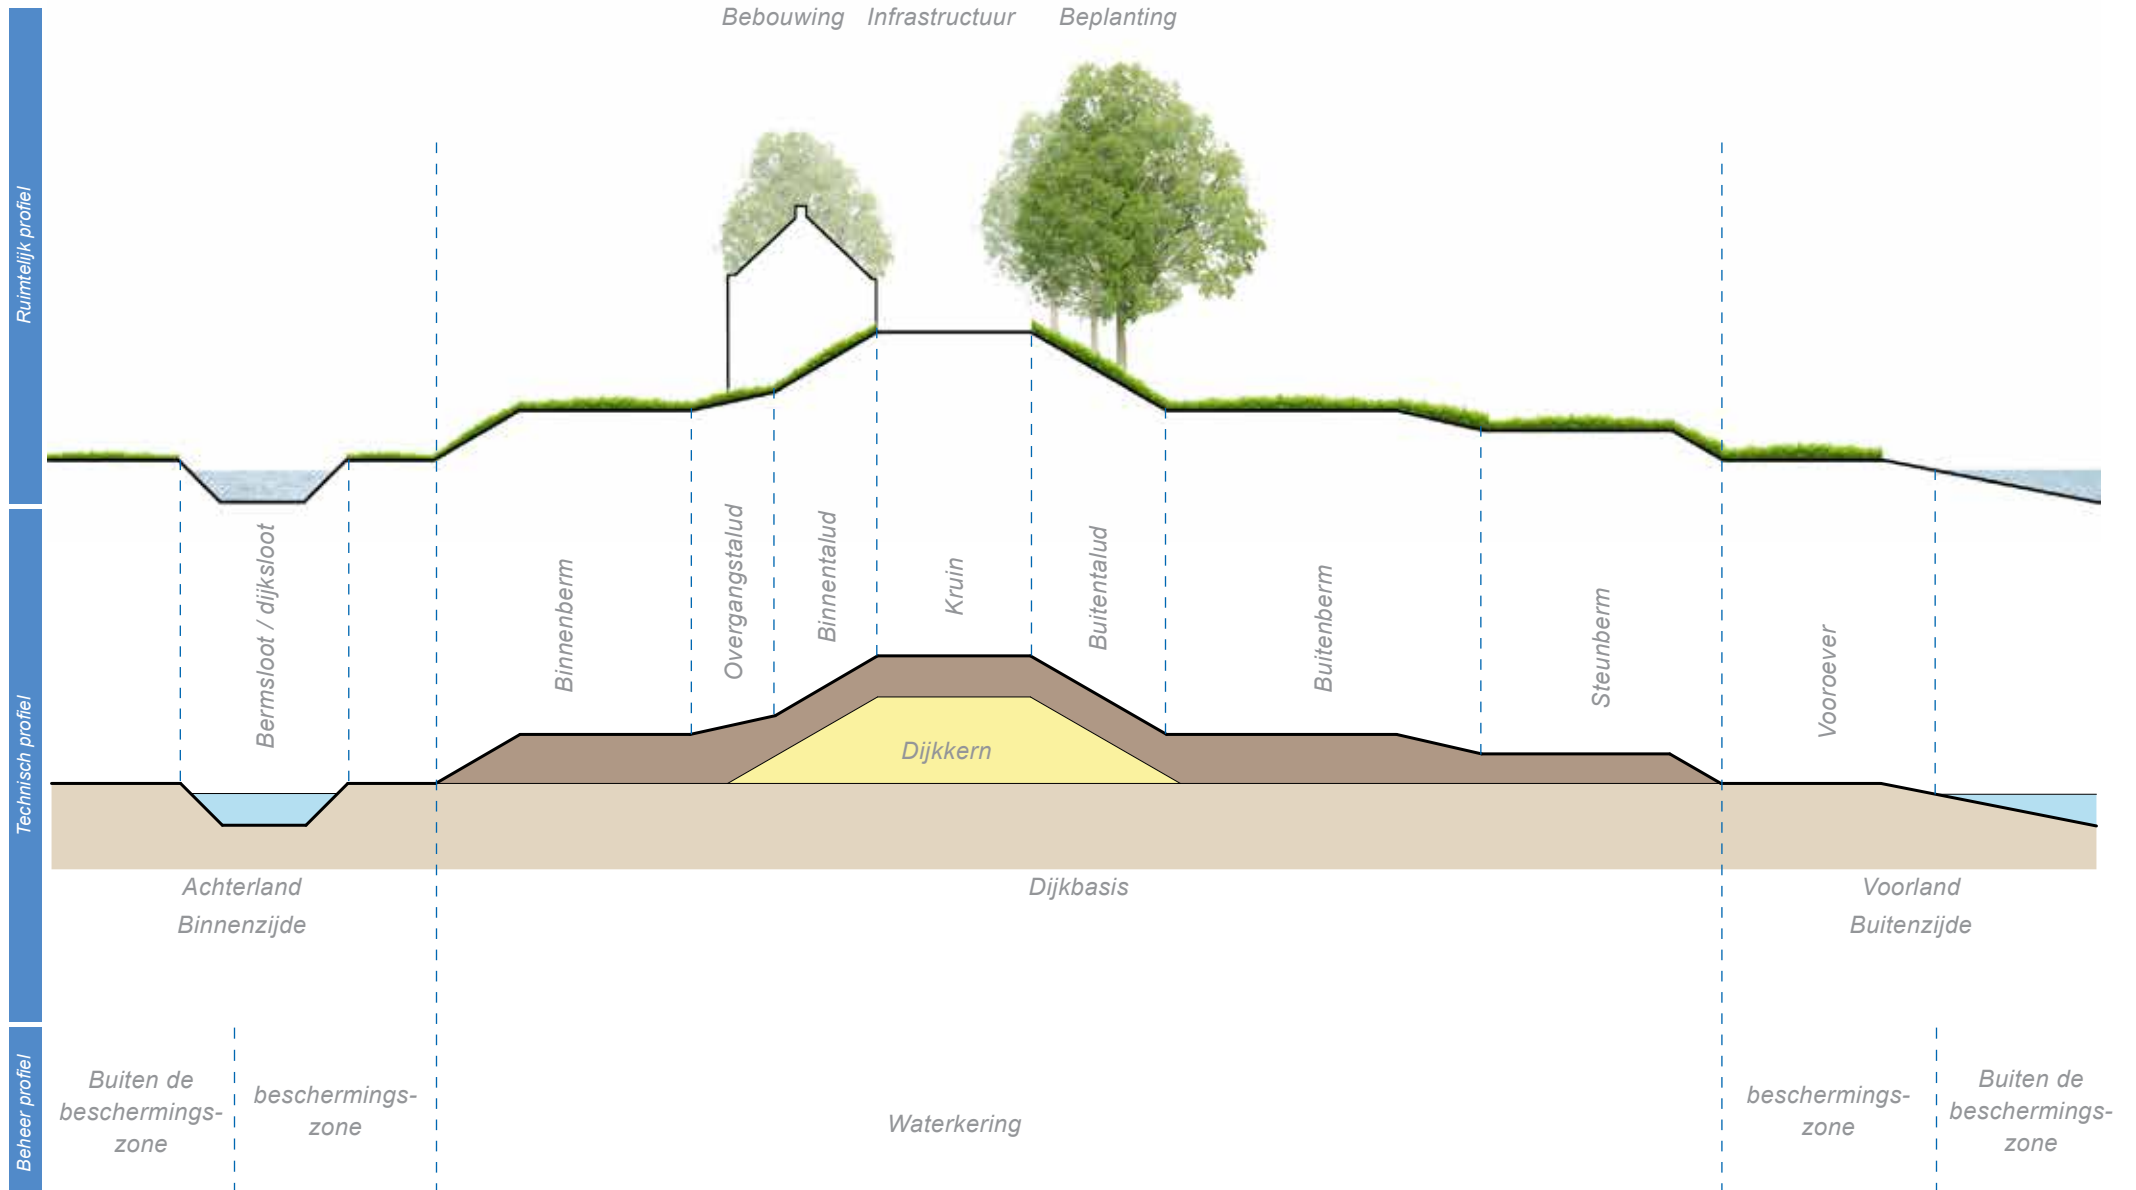 Bebouwing Infrastructuur Beplanting
Ruimtelijk profiel
Technisch profiel
Bermsloot / dijksloot
Binnenberm
Overgangstalud
Binnentalud
Kruin
Buitentalud
Buitenberm
Steunberm
Vooroever
Dijkkern
Achterland
Binnenzijde
Dijkbasis
Voorland
Buitenzijde
Beheer profiel
Buiten de
beschermings-
zone
beschermings-
zone
Waterkering
beschermings-
zone
Buiten de
beschermings-
zone